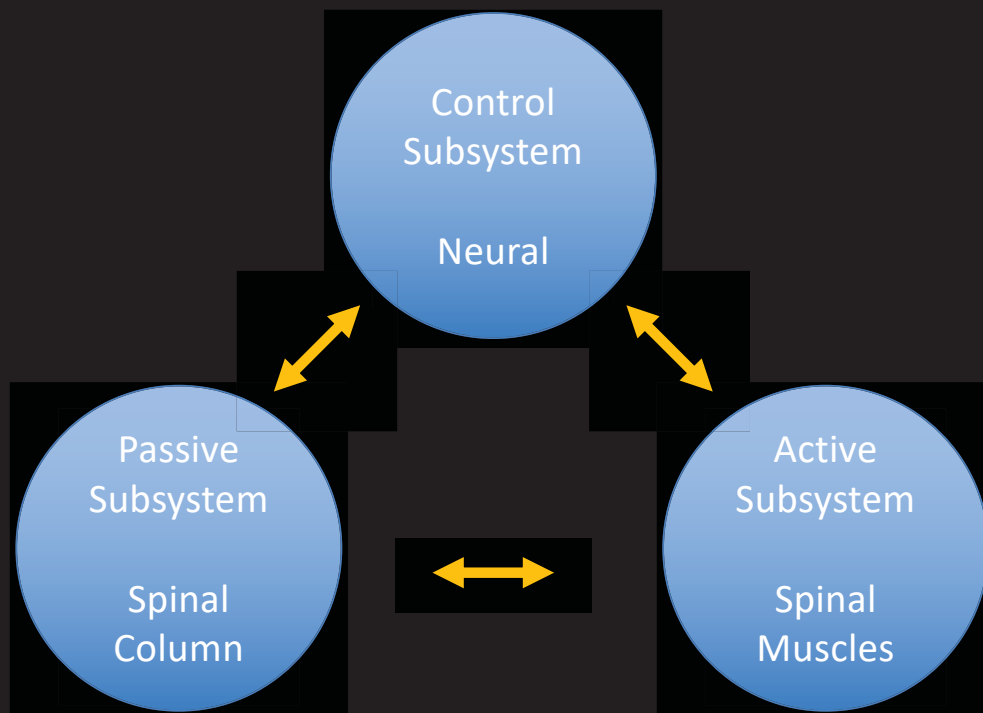 Control
Subsystem
Neural
Passive
Subsystem
Spinal
Column
Active
Subsystem
Spinal
Muscles